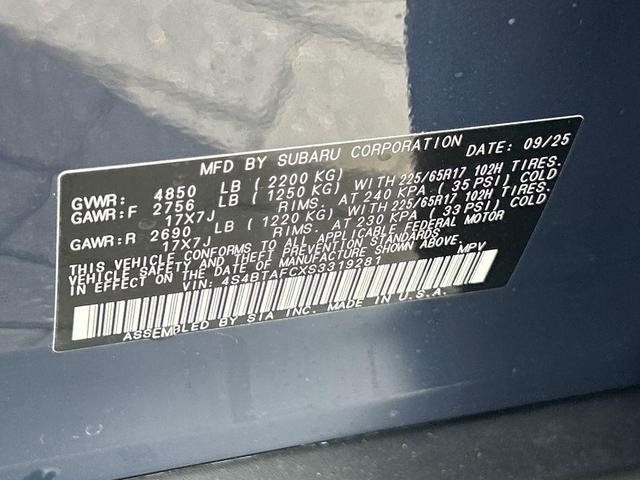 MFD BY SUBARU CORPORATION DATE: 09/25
GVWR: 4850 LB (2200 KG)
GAWR:F 2756 LB (1250 KG) WITH 225/65R17 102H TIRES.
17X7J RIMS. AT 240 KPA (35 PSI) COLD
GAWR:R 2690 LB (1220 KG) WITH 225/65R17 102H TIRES.
17X7J RIMS. AT 230 KPA (33 PSI) COLD
THIS VEHICLE CONFORMS TO ALL APPLICABLE FEDERAL MOTOR
VEHICLE SAFETY AND THEFT PREVENTION STANDARDS
IN EFFECT ON THE DATE OF MANUFACTURE SHOWN ABOVE.
VIN: 4S4BTAFCXS3319281 MPV
ASSEMBLED BY SIA INC. MADE IN U.S.A.